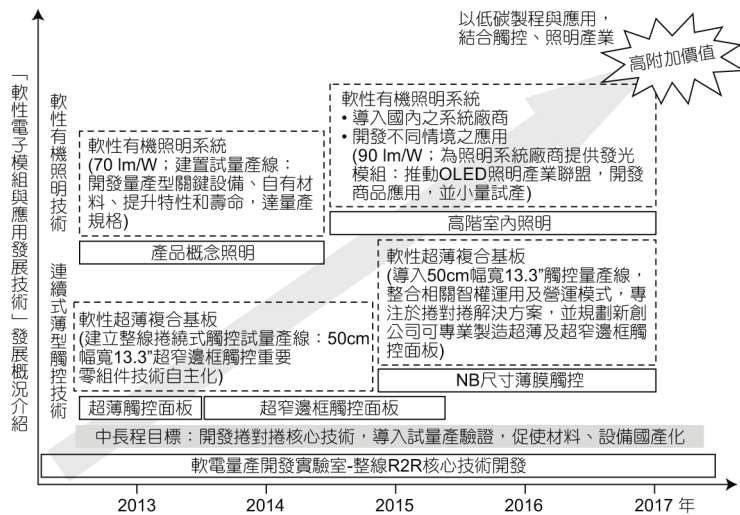 以低碳製程與應用，
結合觸控、照明產業
高附加價值
「軟性電子模組與應用發展技術」發展概況介紹
軟性有機照明技術
軟性有機照明系統
(70 lm/W；建置試量產線：
開發量產型關鍵設備、自有材
料、提升特性和壽命，達量產
規格)
產品概念照明
軟性有機照明系統
• 導入國內之系統廠商
• 開發不同情境之應用
(90 lm/W；為照明系統廠商提供發光
模組：推動OLED照明產業聯盟，開發
商品應用，並小量試產)
高階室內照明
連續式薄型觸控技術
軟性超薄複合基板
(建立整線捲繞式觸控試量產線：50cm
幅寬13.3”超窄邊框觸控重要
零組件技術自主化)
超薄觸控面板
超窄邊框觸控面板
軟性超薄複合基板
(導入50cm幅寬13.3”觸控量產線，
整合相關智權運用及營運模式，專
注於捲對捲解決方案，並規劃新創
公司可專業製造超薄及超窄邊框觸
控面板)
NB尺寸薄膜觸控
中長程目標：開發捲對捲核心技術，導入試量產驗證，促使材料、設備國產化
軟電量產開發實驗室-整線R2R核心技術開發
2013 2014 2015 2016 2017 年